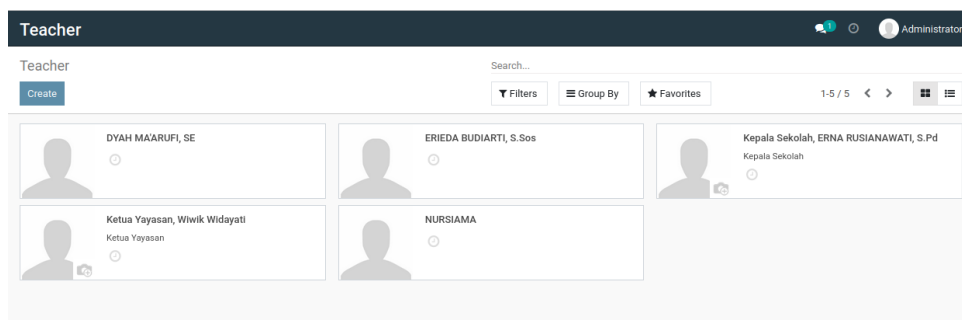 Teacher
1
Administrator
Teacher
Search...
Create
Filters
Group By
Favorites
1-5 / 5
DYAH MA'ARUFI, SE
ERIEDA BUDIARTI, S.Sos
Kepala Sekolah, ERNA RUSIANAWATI, S.Pd
Kepala Sekolah
Ketua Yayasan, Wiwik Widayati
Ketua Yayasan
NURSIAMA